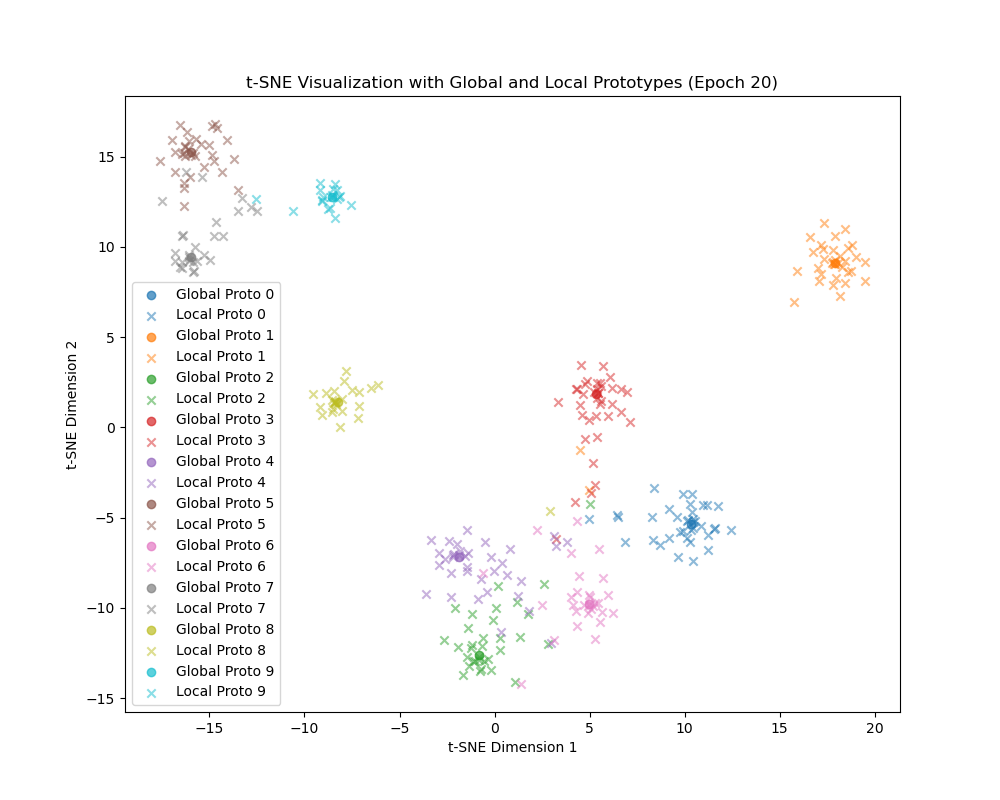 t-SNE Visualization with Global and Local Prototypes (Epoch 20)
t-SNE Dimension 2
15
10
5
0
−5
−10
−15
Global Proto 0
Local Proto 0
Global Proto 1
Local Proto 1
Global Proto 2
Local Proto 2
Global Proto 3
Local Proto 3
Global Proto 4
Local Proto 4
Global Proto 5
Local Proto 5
Global Proto 6
Local Proto 6
Global Proto 7
Local Proto 7
Global Proto 8
Local Proto 8
Global Proto 9
Local Proto 9
−15 −10 −5 0 5 10 15 20
t-SNE Dimension 1